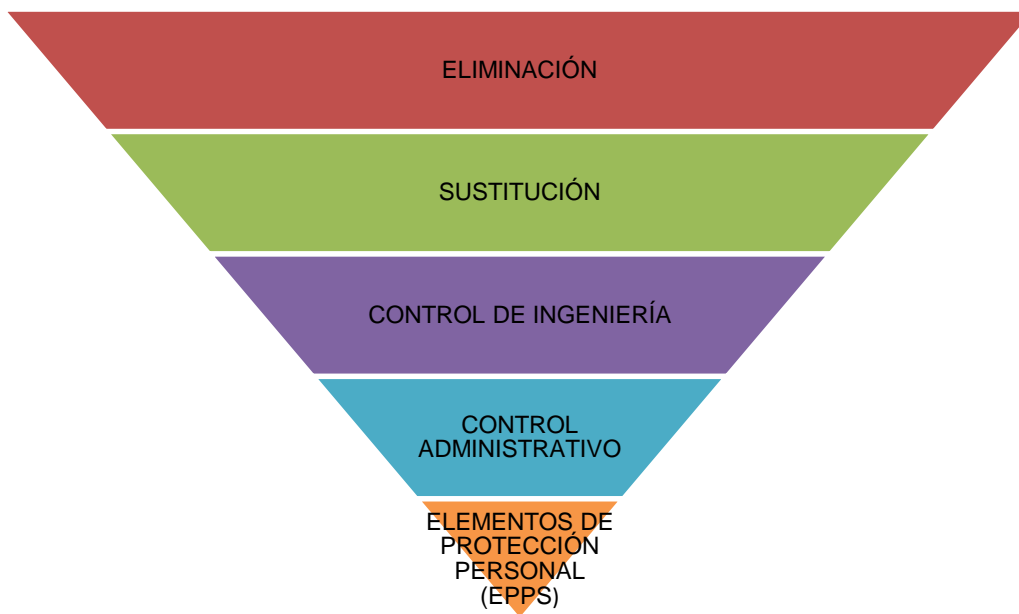 ELIMINACIÓN
SUSTITUCIÓN
CONTROL DE INGENIERÍA
CONTROL
ADMINISTRATIVO
ELEMENTOS DE
PROTECCIÓN
PERSONAL
(EPPS)